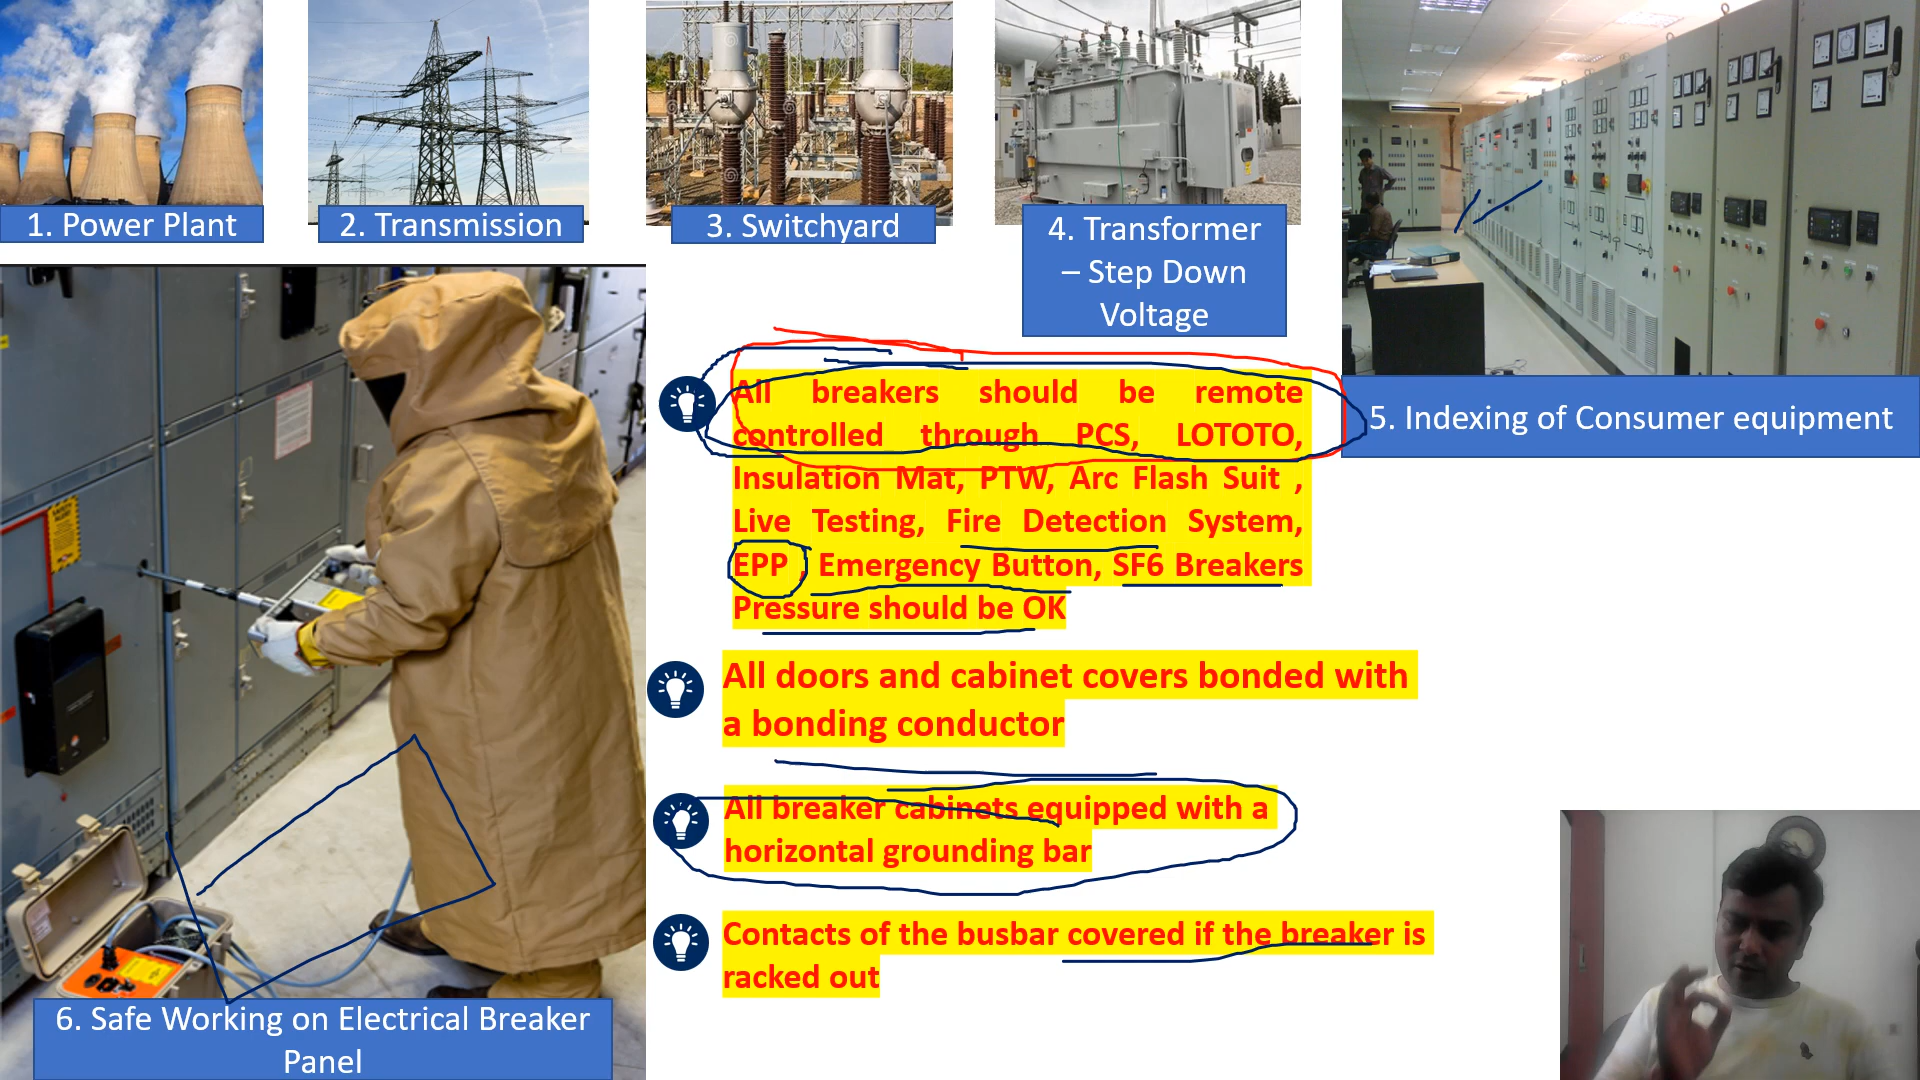 1. Power Plant
2. Transmission
3. Switchyard
4. Transformer
– Step Down
Voltage
5. Indexing of Consumer equipment
All breakers should be remote
controlled through PCS, LOTOTO,
Insulation Mat, PTW, Arc Flash Suit ,
Live Testing, Fire Detection System,
EPP , Emergency Button, SF6 Breakers
Pressure should be OK
All doors and cabinet covers bonded with
a bonding conductor
All breaker cabinets equipped with a
horizontal grounding bar
Contacts of the busbar covered if the breaker is
racked out
6. Safe Working on Electrical Breaker
Panel